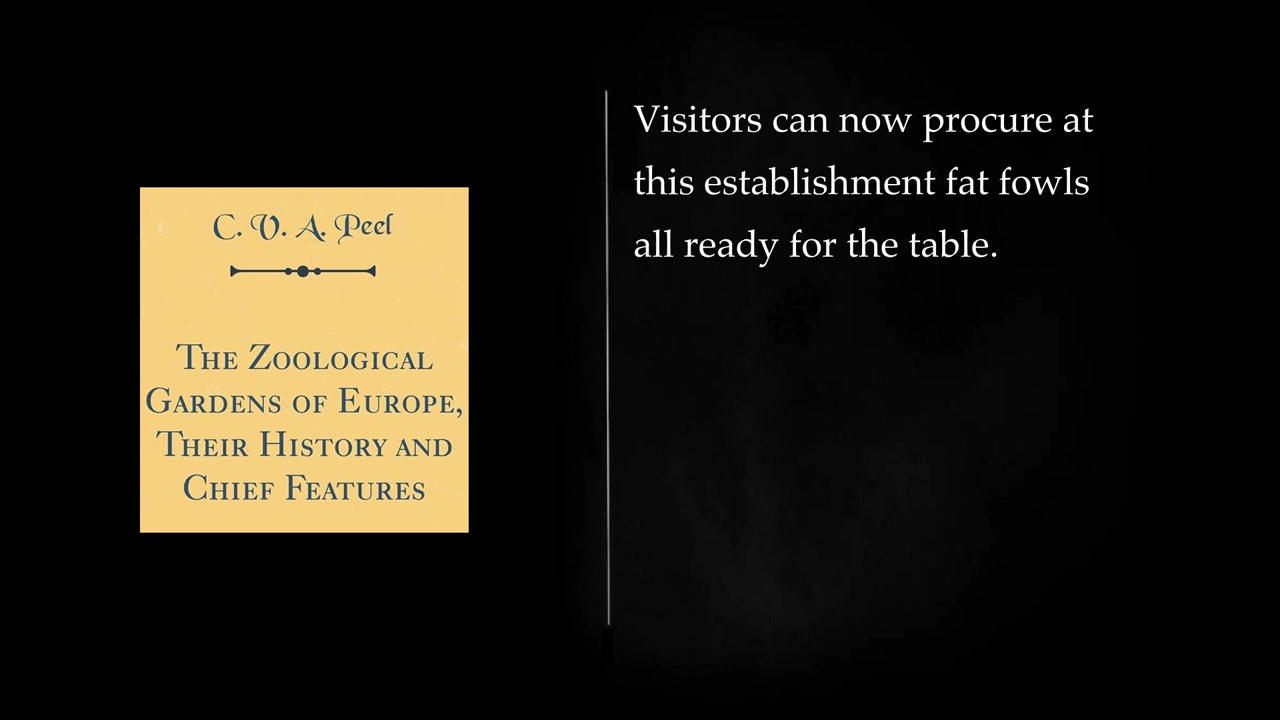 C. V. A. Peel
The Zoological
Gardens of Europe,
Their History and
Chief Features
Visitors can now procure at
this establishment fat fowls
all ready for the table.